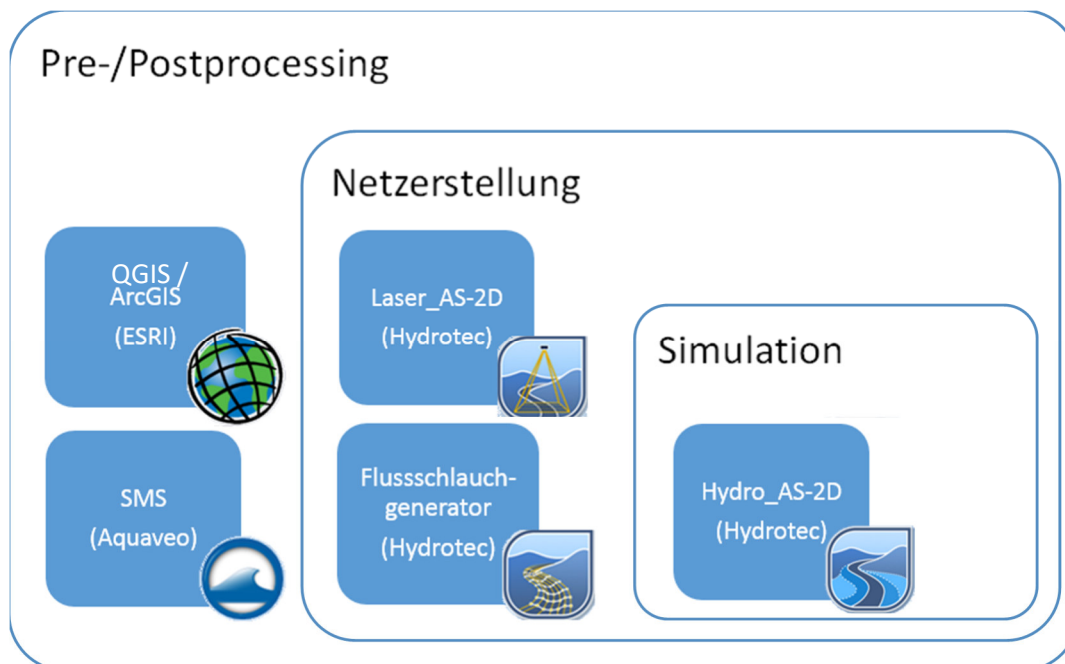 Pre-/Postprocessing
Netzerstellung
QGIS /
ArcGIS
(ESRI)
Laser_AS-2D
(Hydrotec)
Simulation
SMS
(Aquaveo)
Flussschlauch-
generator
(Hydrotec)
Hydro_AS-2D
(Hydrotec)